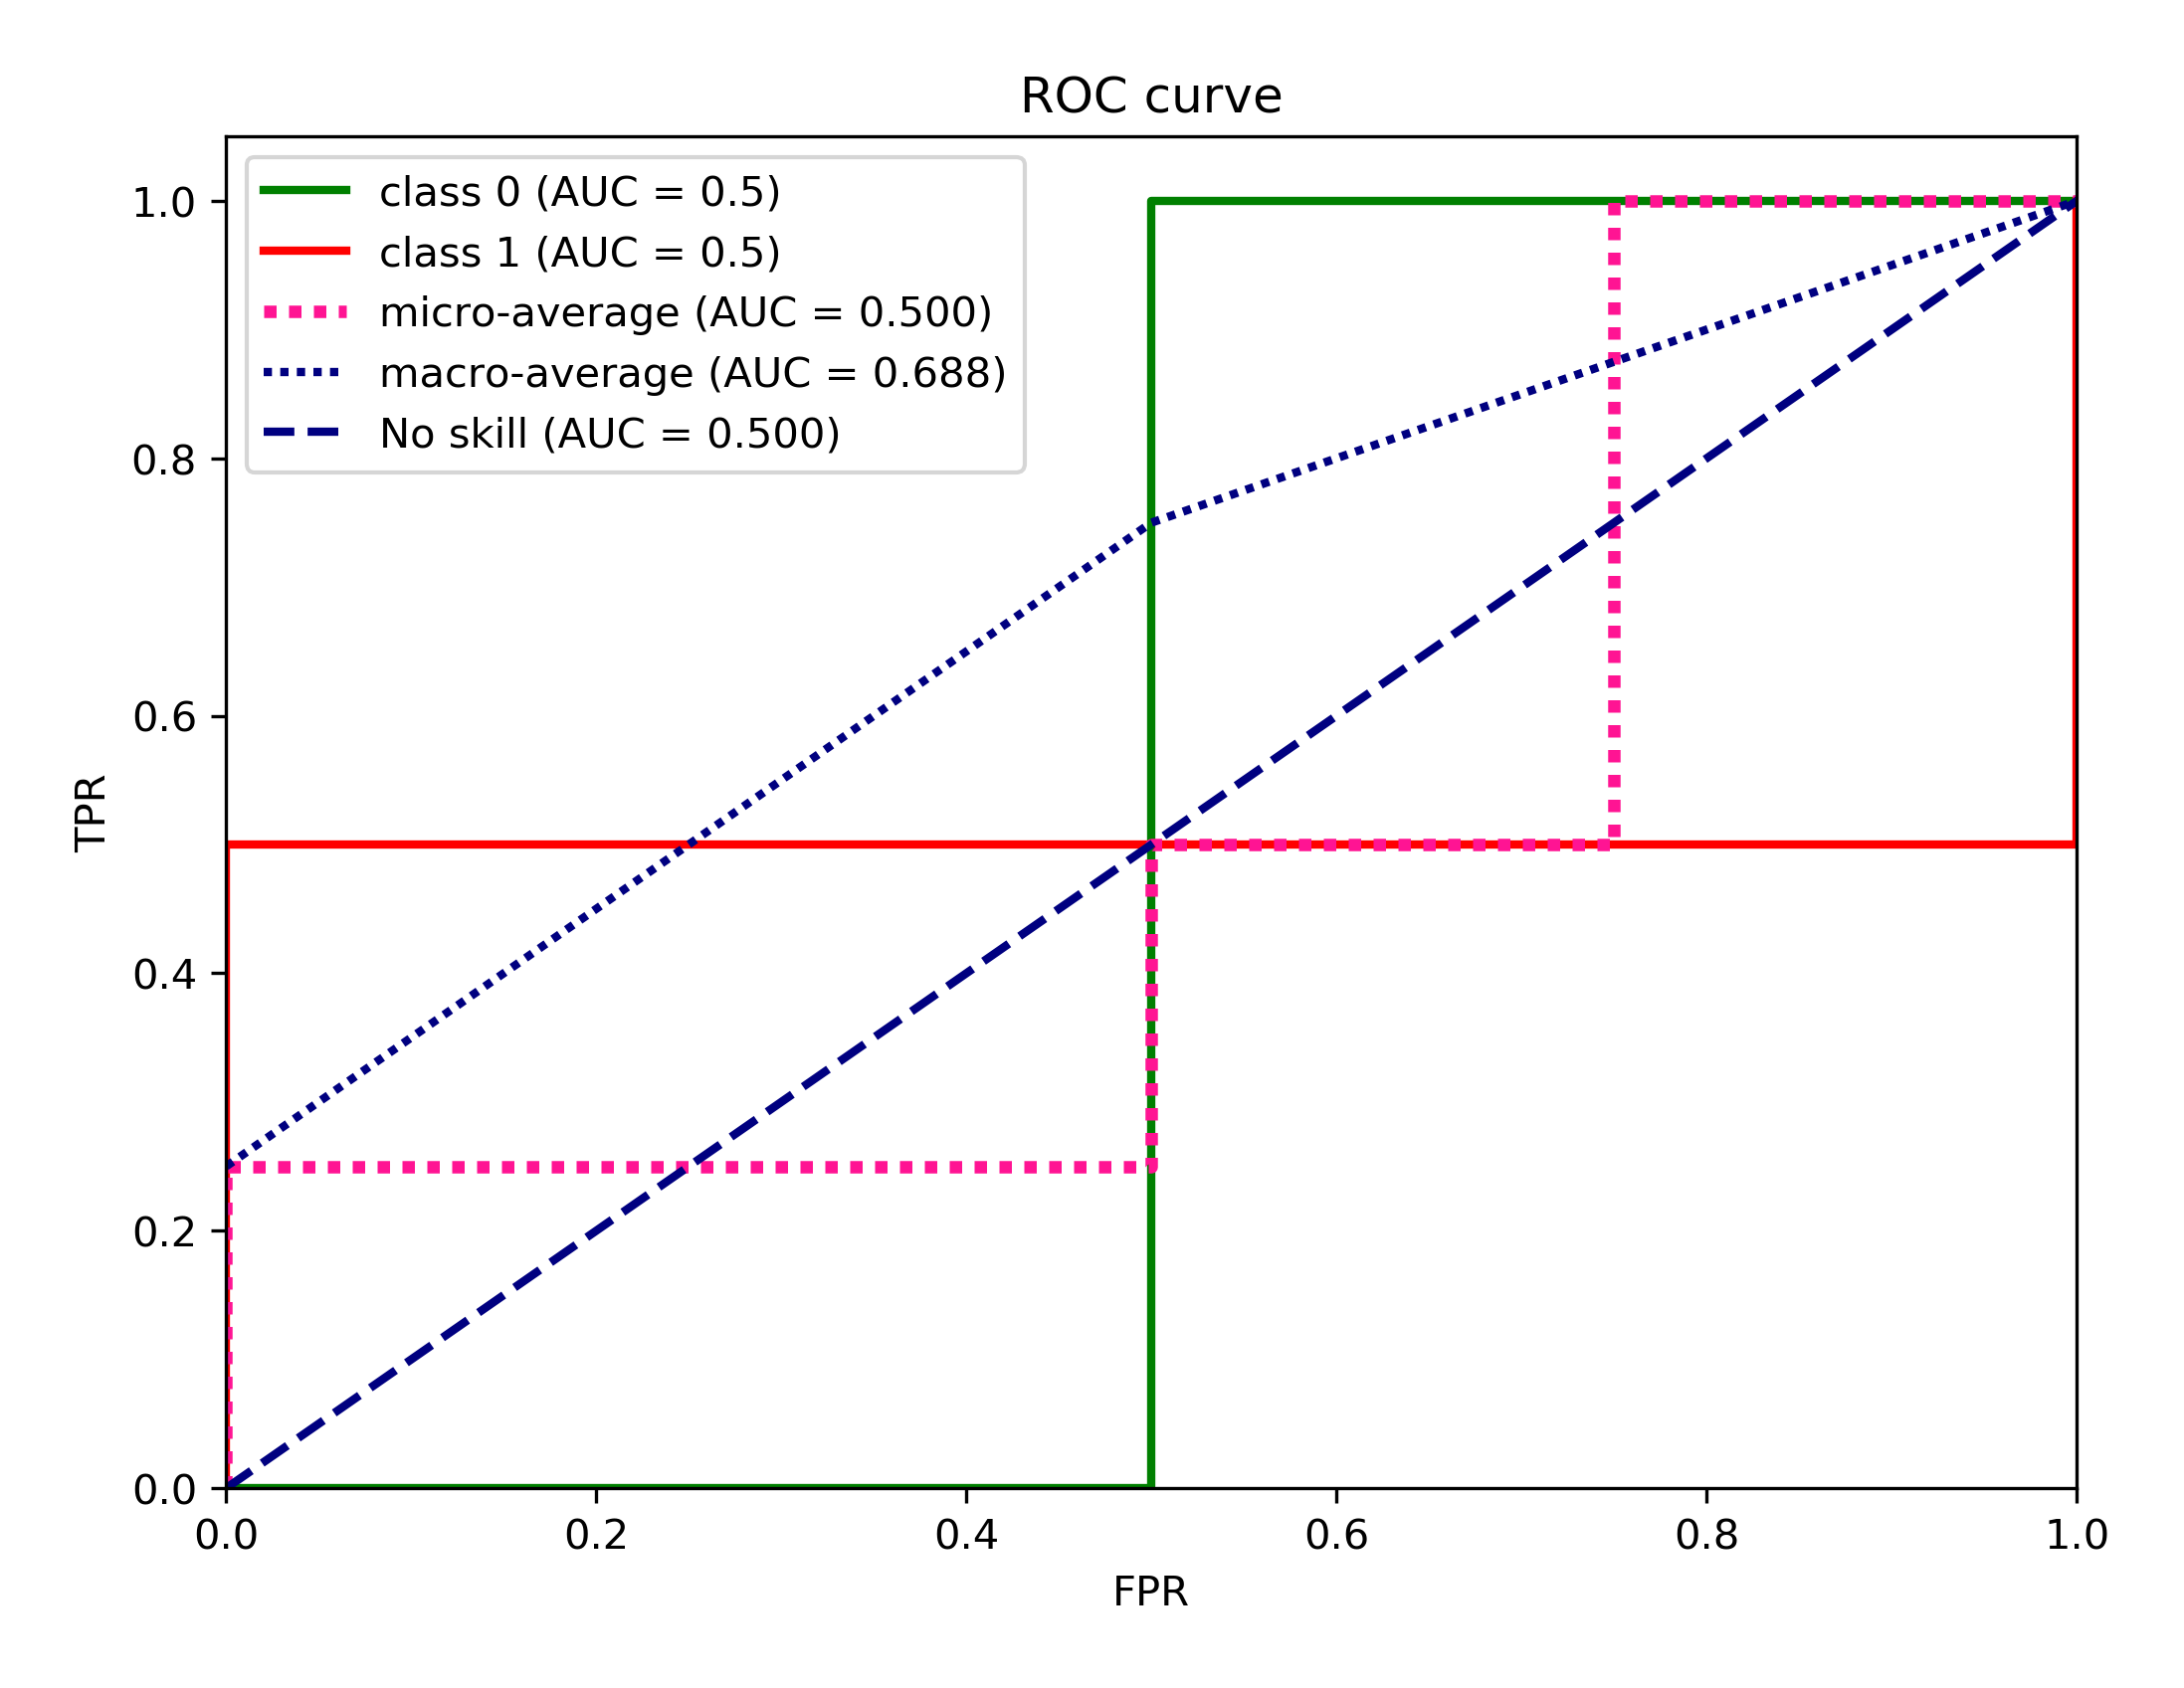 ROC curve
class 0 (AUC = 0.5)
class 1 (AUC = 0.5)
micro-average (AUC = 0.500)
macro-average (AUC = 0.688)
No skill (AUC = 0.500)
1.0
0.8
0.6
0.4
0.2
0.0
TPR
0.0 0.2 0.4 0.6 0.8 1.0
FPR